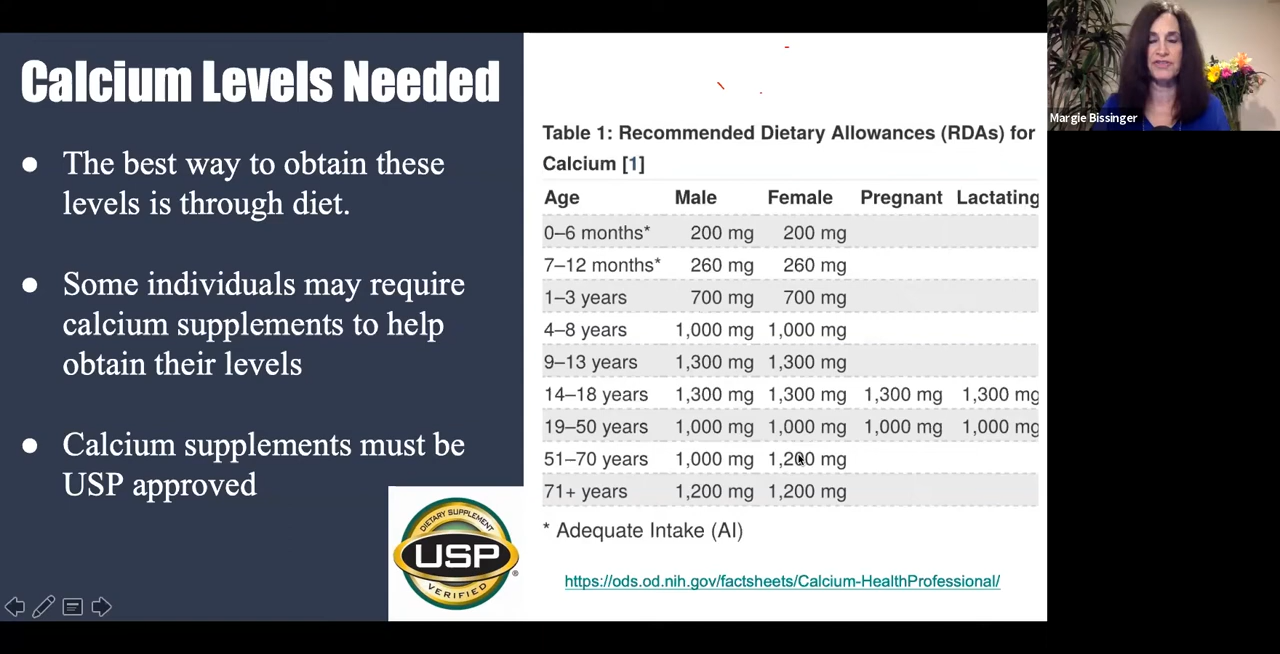 Calcium Levels Needed
● The best way to obtain these
levels is through diet.
● Some individuals may require
calcium supplements to help
obtain their levels
● Calcium supplements must be
USP approved
DIETARY SUPPLEMENT
USP
®
VERIFIED
Table 1: Recommended Dietary Allowances (RDAs) for
Calcium [1]
Age Male Female Pregnant Lactating
0–6 months* 200 mg 200 mg
7–12 months* 260 mg 260 mg
1–3 years 700 mg 700 mg
4–8 years 1,000 mg 1,000 mg
9–13 years 1,300 mg 1,300 mg
14–18 years 1,300 mg 1,300 mg 1,300 mg 1,300 mg
19–50 years 1,000 mg 1,000 mg 1,000 mg 1,000 mg
51–70 years 1,000 mg 1,200 mg
71+ years 1,200 mg 1,200 mg
* Adequate Intake (AI)
https://ods.od.nih.gov/factsheets/Calcium-HealthProfessional/
Margie Bissinger